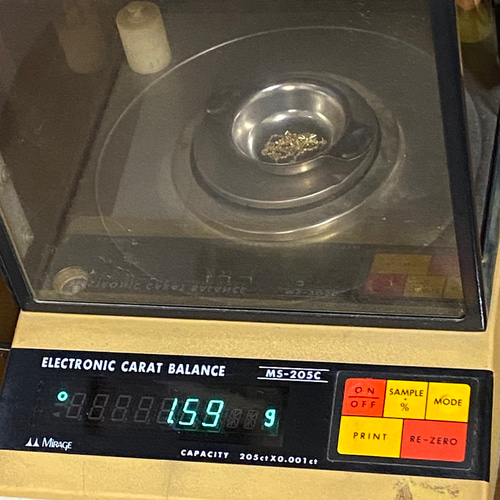 ELECTRONIC CARAT BALANCE
MS-205C
1.59 g
MIRAGE
CAPACITY 205ct X 0.001ct
ON
OFF
SAMPLE
%
MODE
PRINT
RE-ZERO